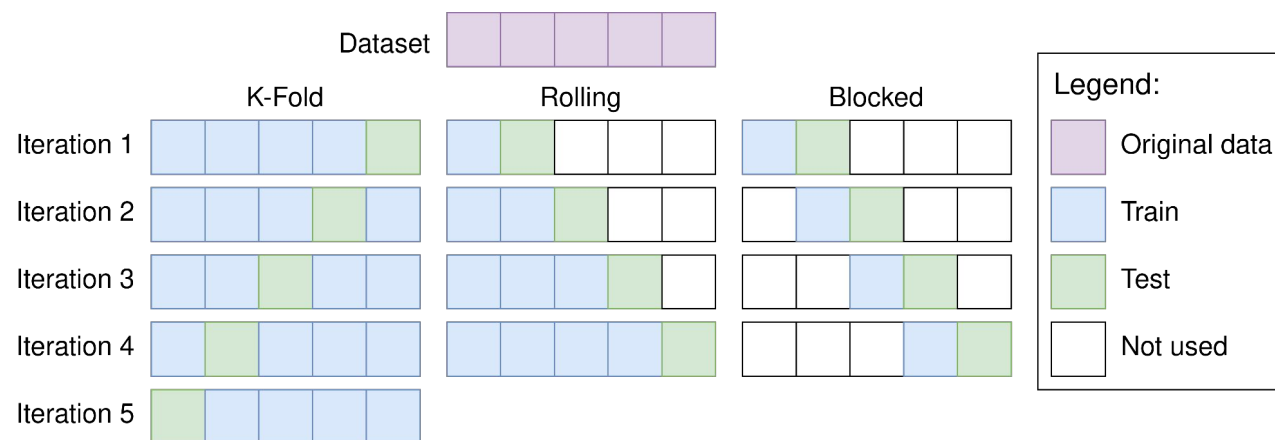 Dataset
K-Fold
Rolling
Blocked
Legend:
Iteration 1
Original data
Iteration 2
Train
Iteration 3
Test
Iteration 4
Not used
Iteration 5